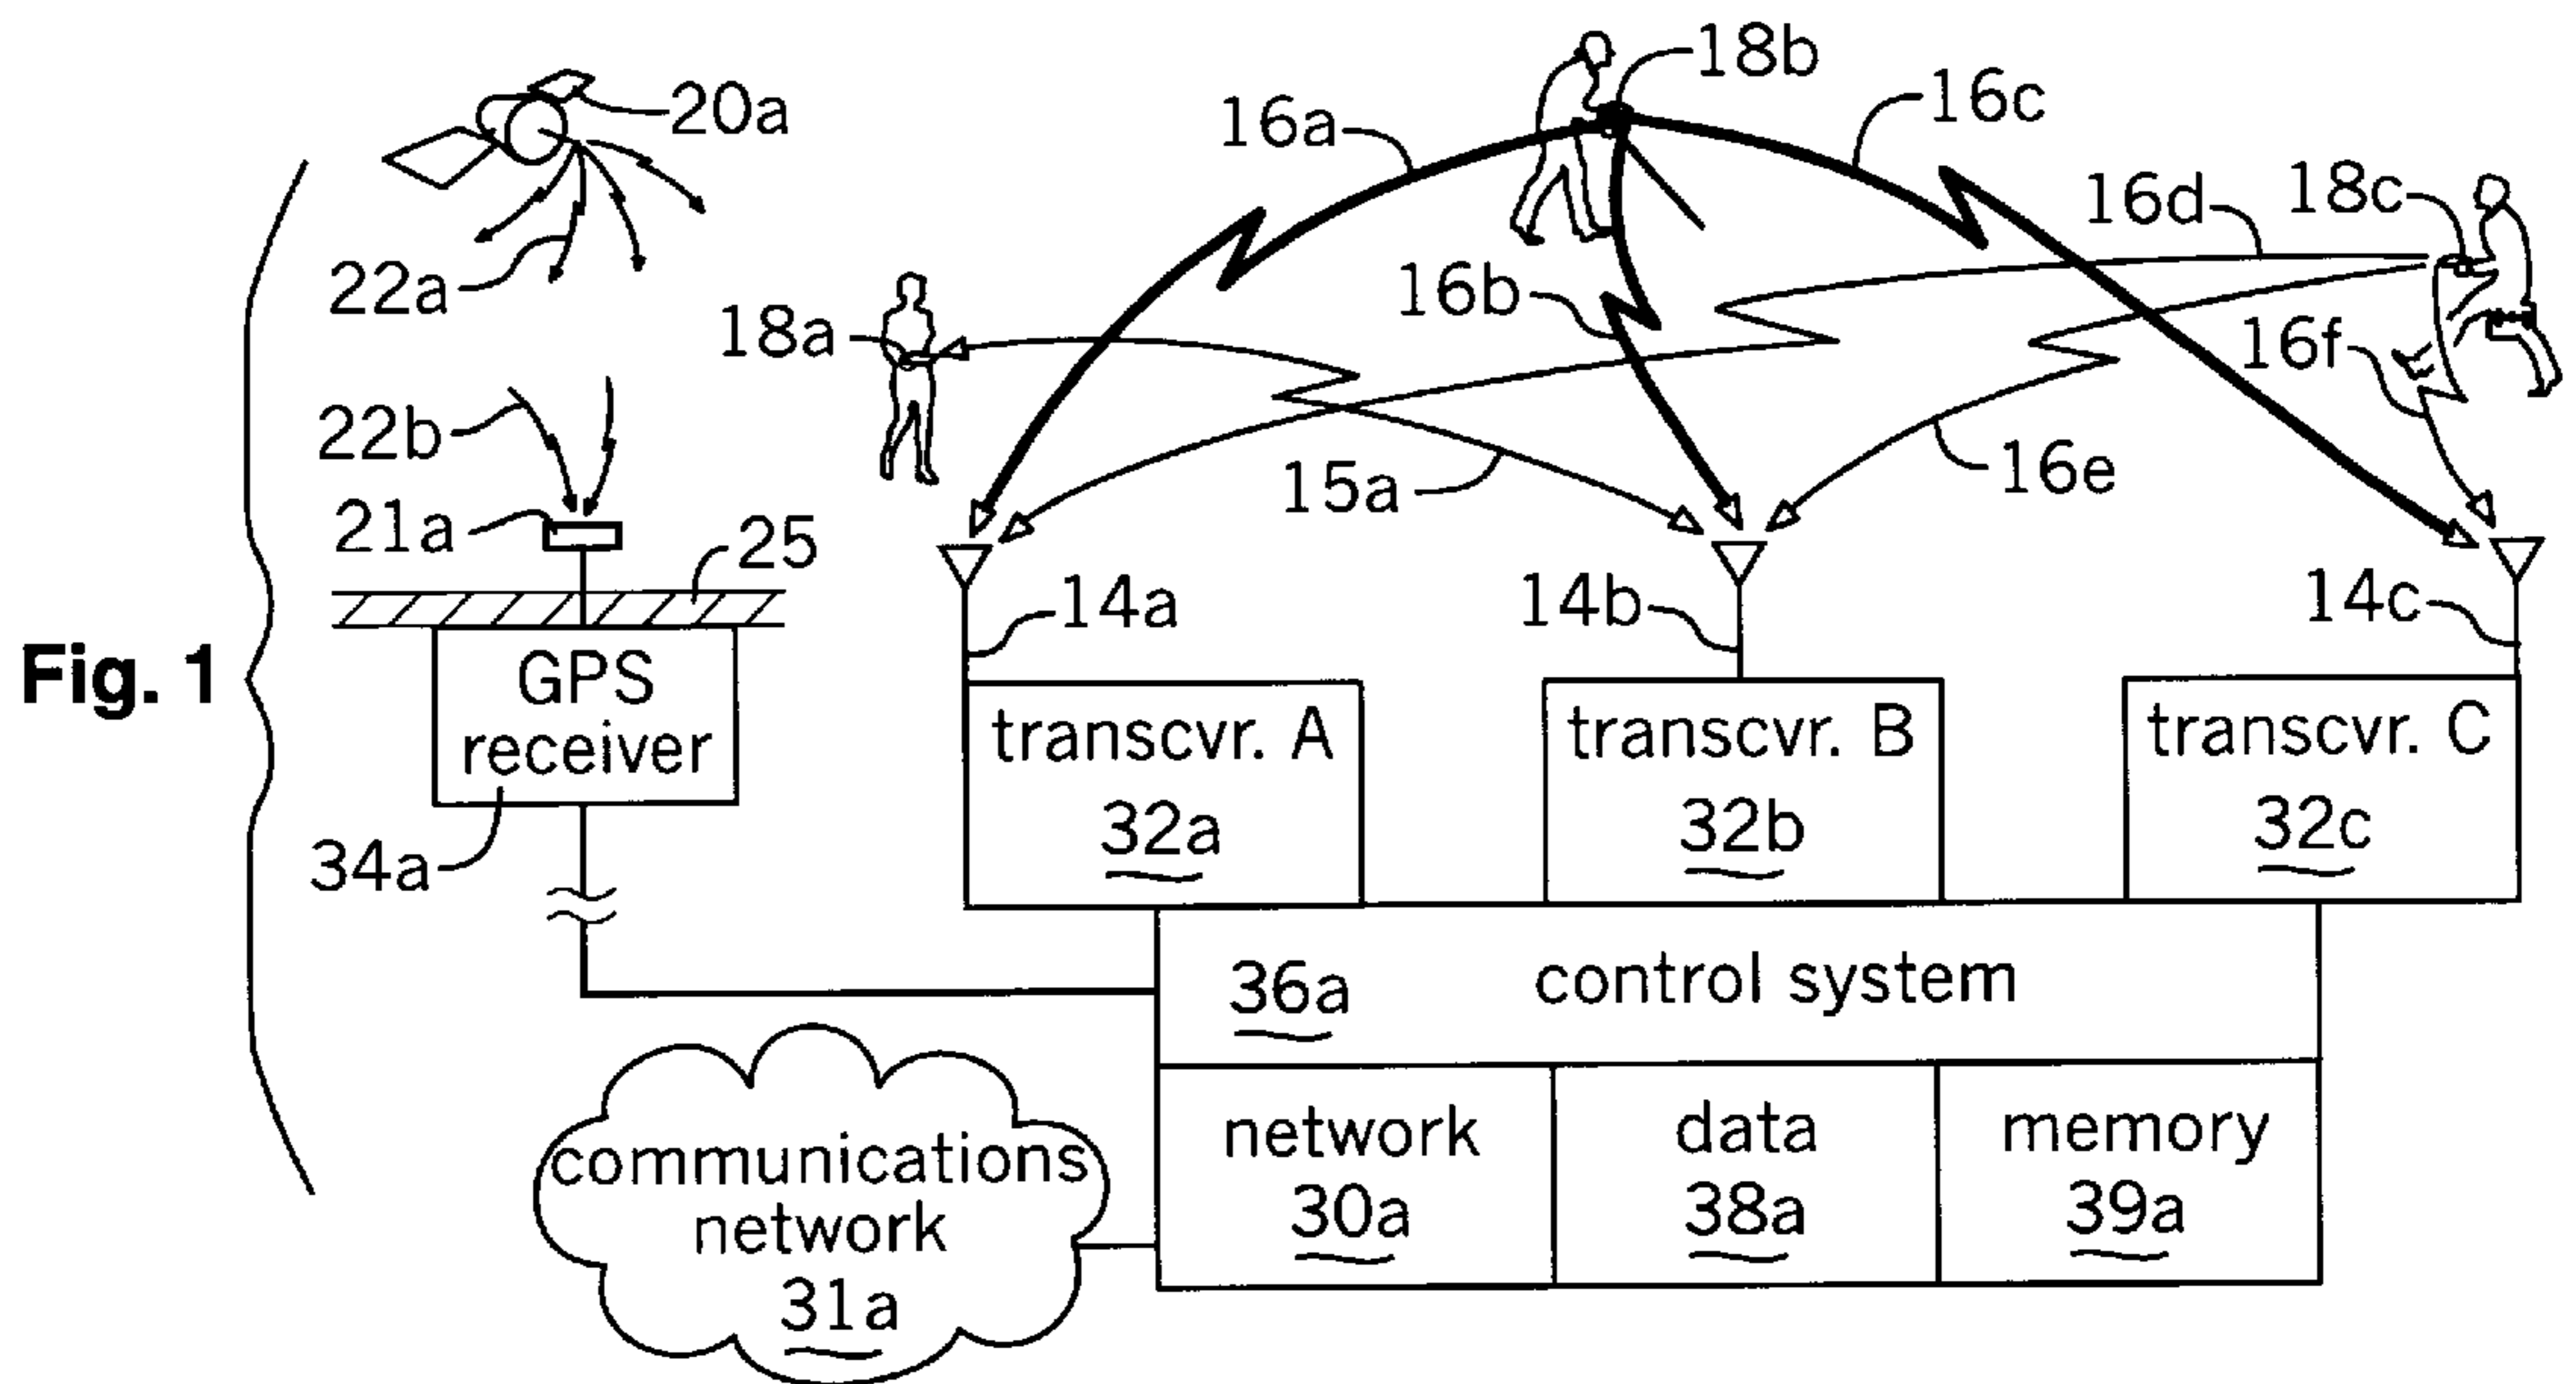 18b
20a
16a
16c
16d
18c
22a
16b
18a
16f
22b
15a
16e
21a
25
14a
14b
14c
Fig. 1
GPS
receiver
34a
transcvr. A
32a
transcvr. B
32b
transcvr. C
32c
36a
control system
communications
network
31a
network
30a
data
38a
memory
39a